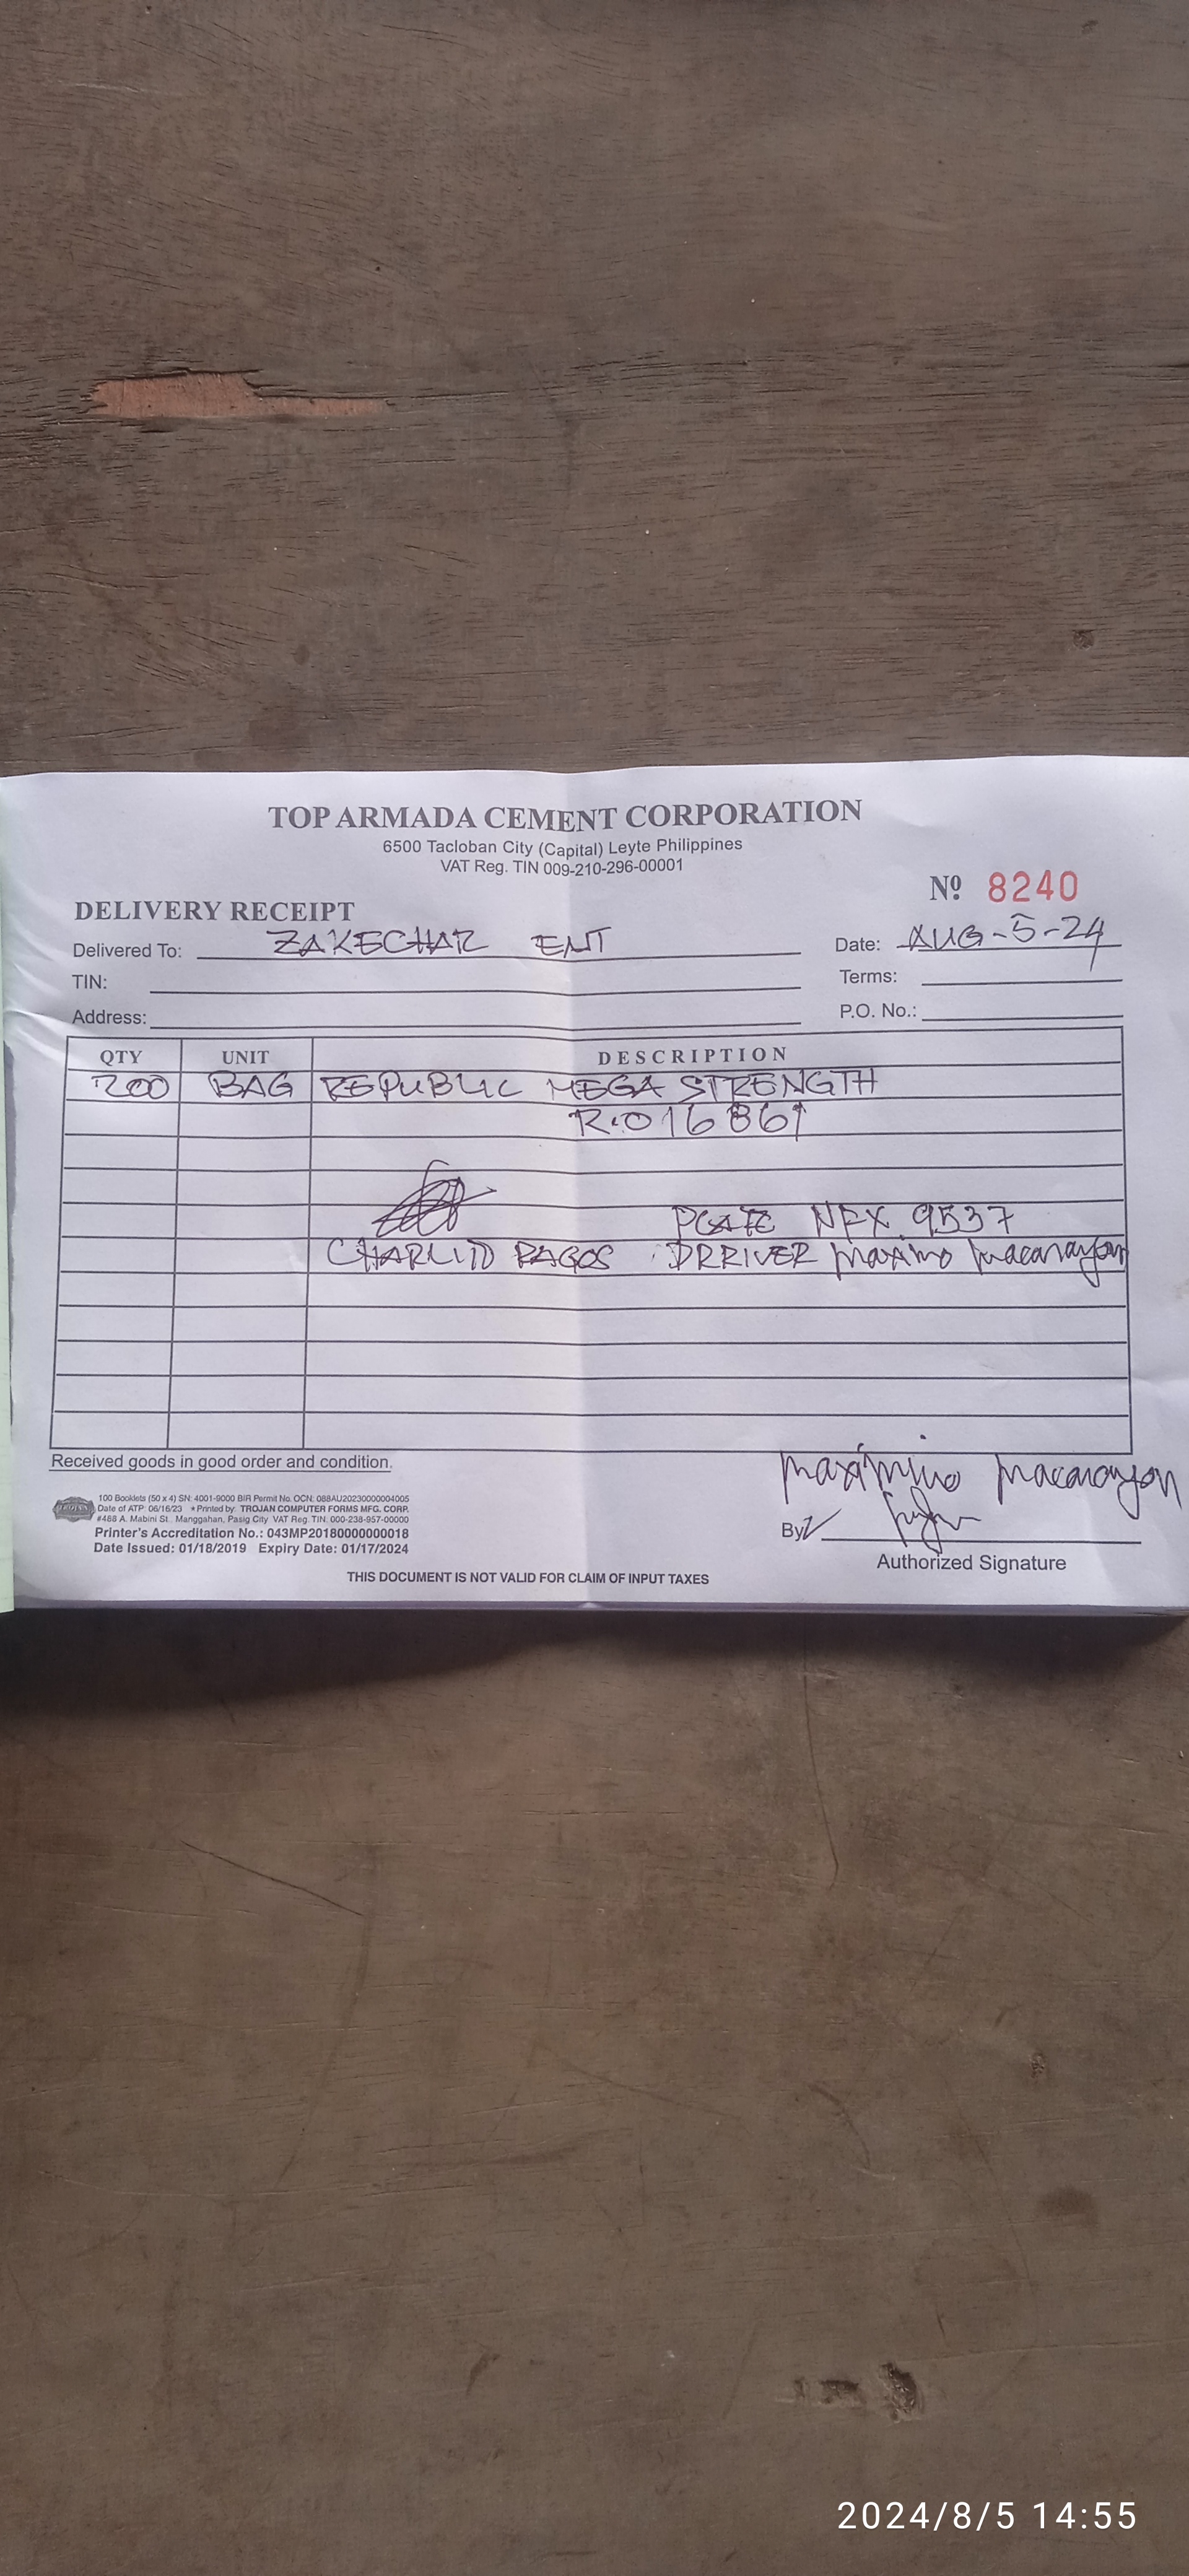 TOP ARMADA CEMENT CORPORATION
6500 Tacloban City (Capital) Leyte Philippines
VAT Reg. TIN 009-210-296-00001
Nº 8240
DELIVERY RECEIPT
Delivered To: ZAKECHAR ENT Date: AUG-5-24
TIN: Terms:
Address: P.O. No.:
QTY UNIT DESCRIPTION
200 BAG REPUBLIC MEGA STRENGTH
R.016861
NFX 9537
DRRIVER Maximo Macanayon
Received goods in good order and condition.
Maximino Macanayon
100 Booklets (50 x 4) SN: 4001-9000 BIR Permit No. OCN: 088AU20230000004005
Date of ATP: 06/16/23 • Printed by: TROJAN COMPUTER FORMS MFG. CORP.
#488 A. Mabini St., Manggahan, Pasig City VAT Reg. TIN: 000-238-957-00000
Printer's Accreditation No.: 043MP20180000000018
Date Issued: 01/18/2019 Expiry Date: 01/17/2024
By:
Authorized Signature
THIS DOCUMENT IS NOT VALID FOR CLAIM OF INPUT TAXES
2024/8/5 14:55